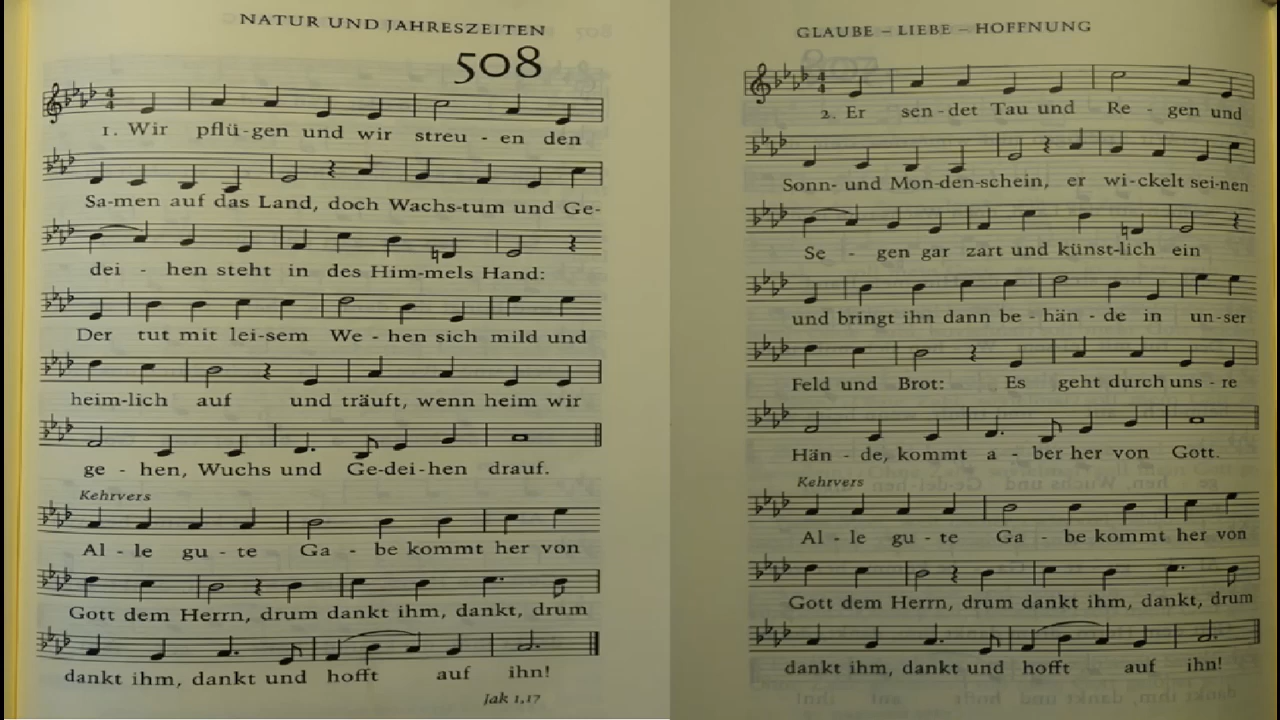 NATUR UND JAHRESZEITEN
508
1. Wir pflü-gen und wir streu - en den
Sa-men auf das Land, doch Wachs-tum und Ge-
dei - hen steht in des Him-mels Hand:
Der tut mit lei-sem We - hen sich mild und
heim-lich auf und träuft, wenn heim wir
ge - hen, Wuchs und Ge-dei-hen drauf.
Kehrvers
Al - le gu - te Ga - be kommt her von
Gott dem Herrn, drum dankt ihm, dankt, drum
dankt ihm, dankt und hofft auf ihn!
Jak 1,17
GLAUBE – LIEBE – HOFFNUNG
2. Er sen - det Tau und Re - gen und
Sonn- und Mon-den-schein, er wi-ckelt sei-nen
Se - gen gar zart und künst-lich ein
und bringt ihn dann be - hän - de in un-ser
Feld und Brot: Es geht durch uns - re
Hän - de, kommt a - ber her von Gott.
Kehrvers
Al - le gu - te Ga - be kommt her von
Gott dem Herrn, drum dankt ihm, dankt, drum
dankt ihm, dankt und hofft auf ihn!